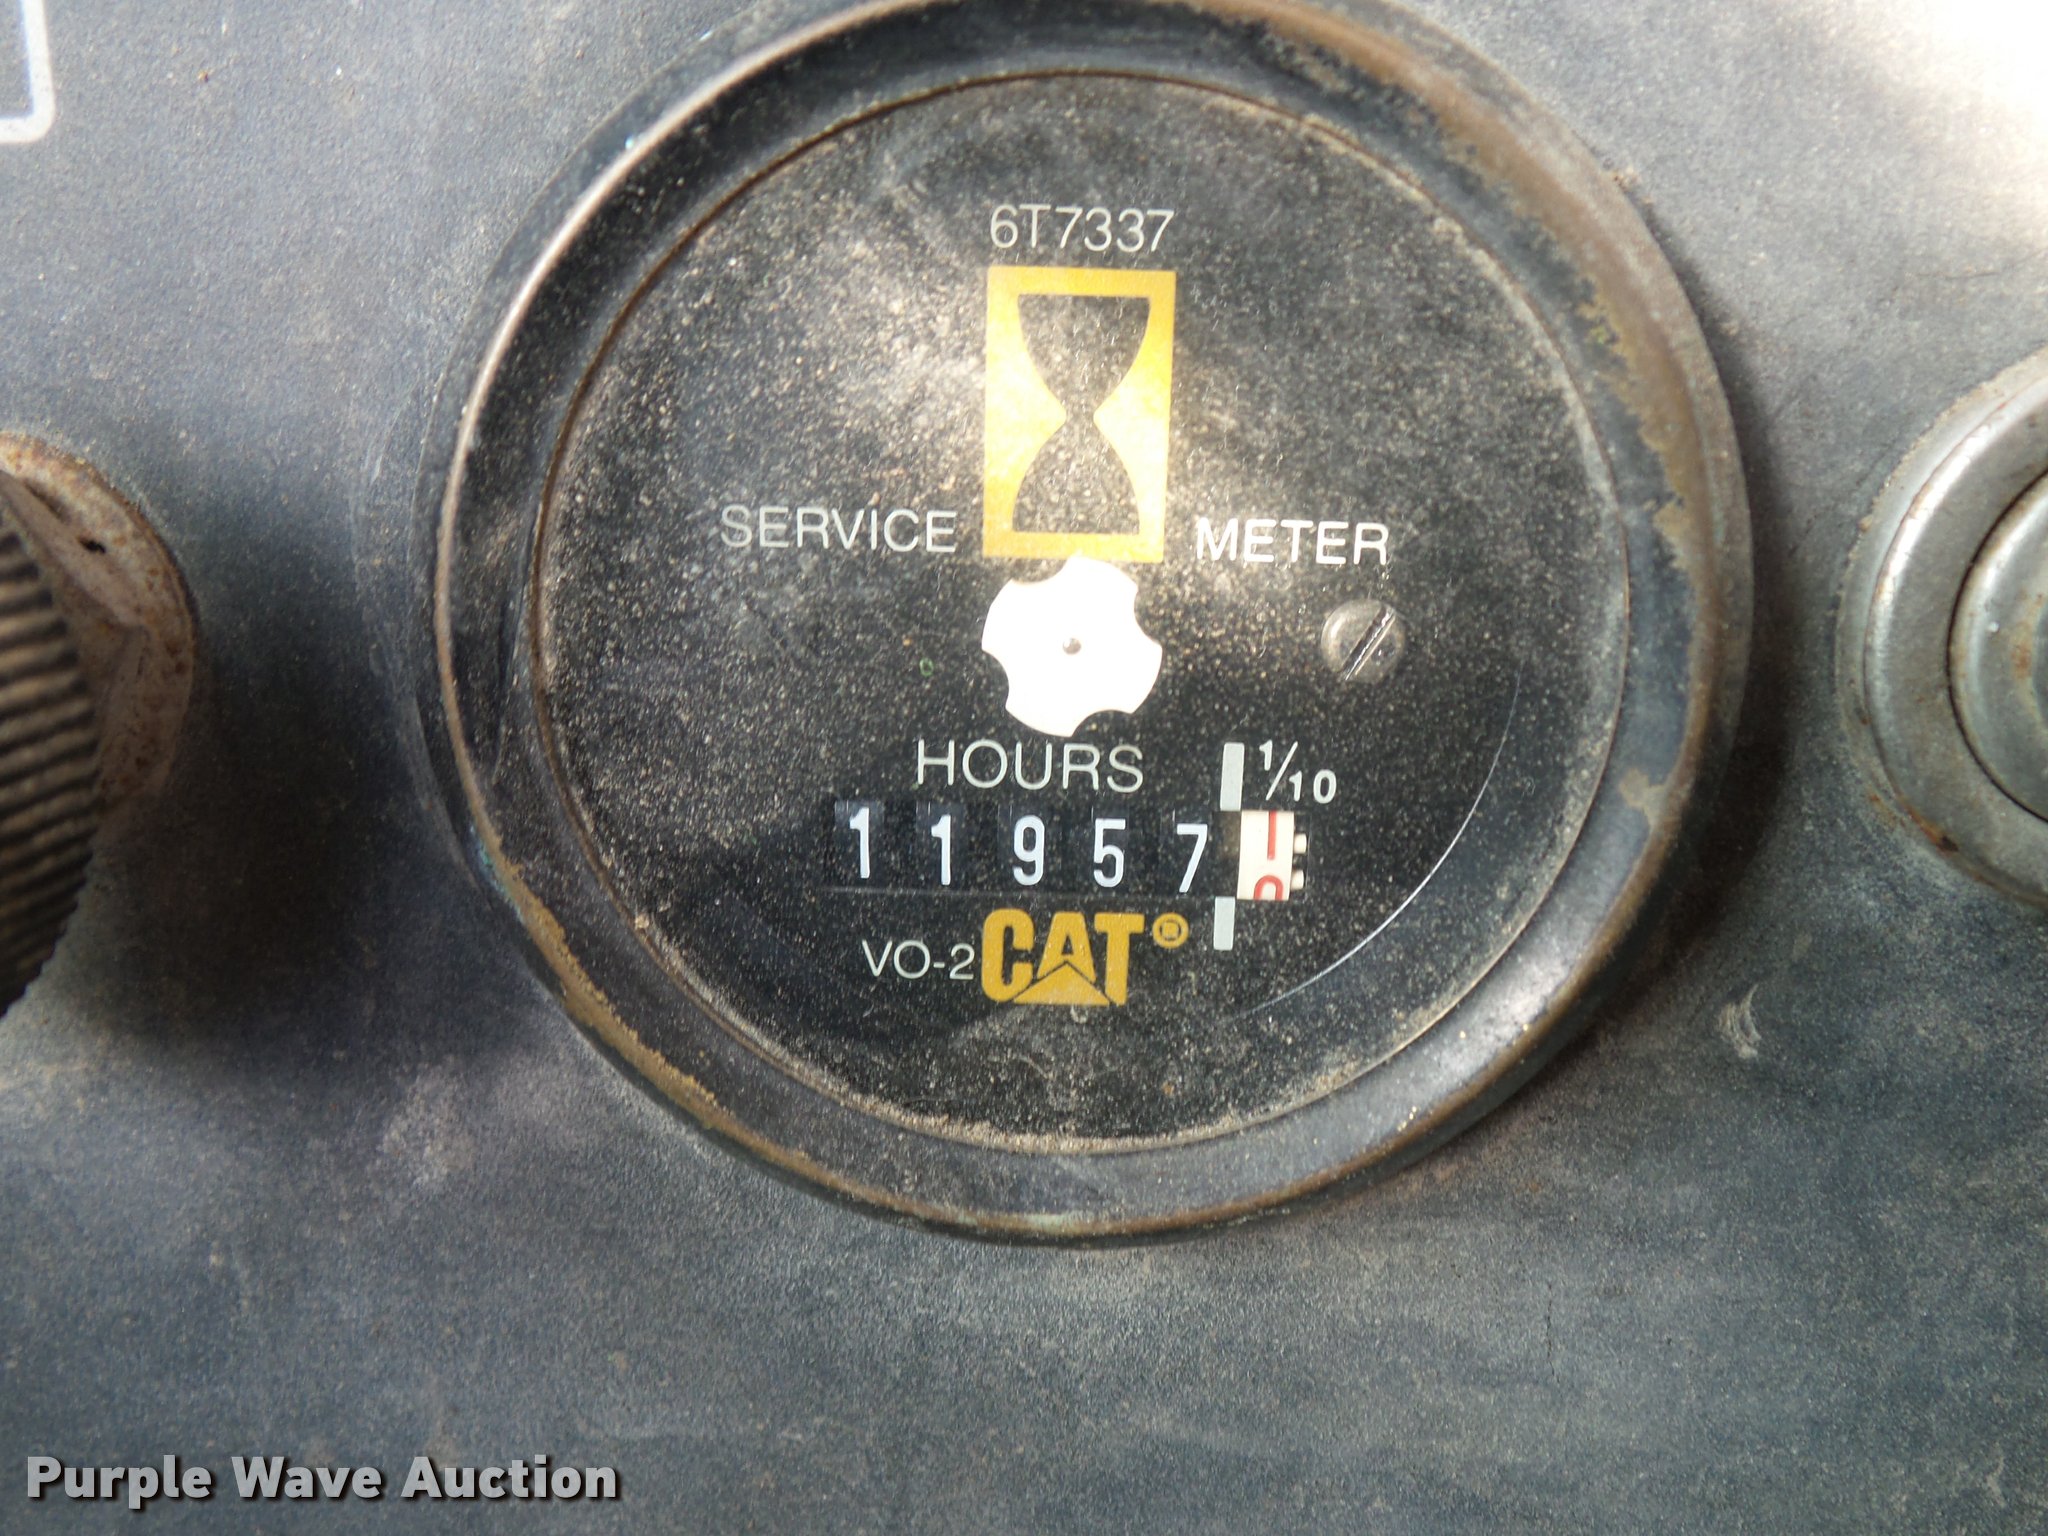 6T7337
SERVICE METER
HOURS 1/10
11957
VO-2 CAT®
Purple Wave Auction